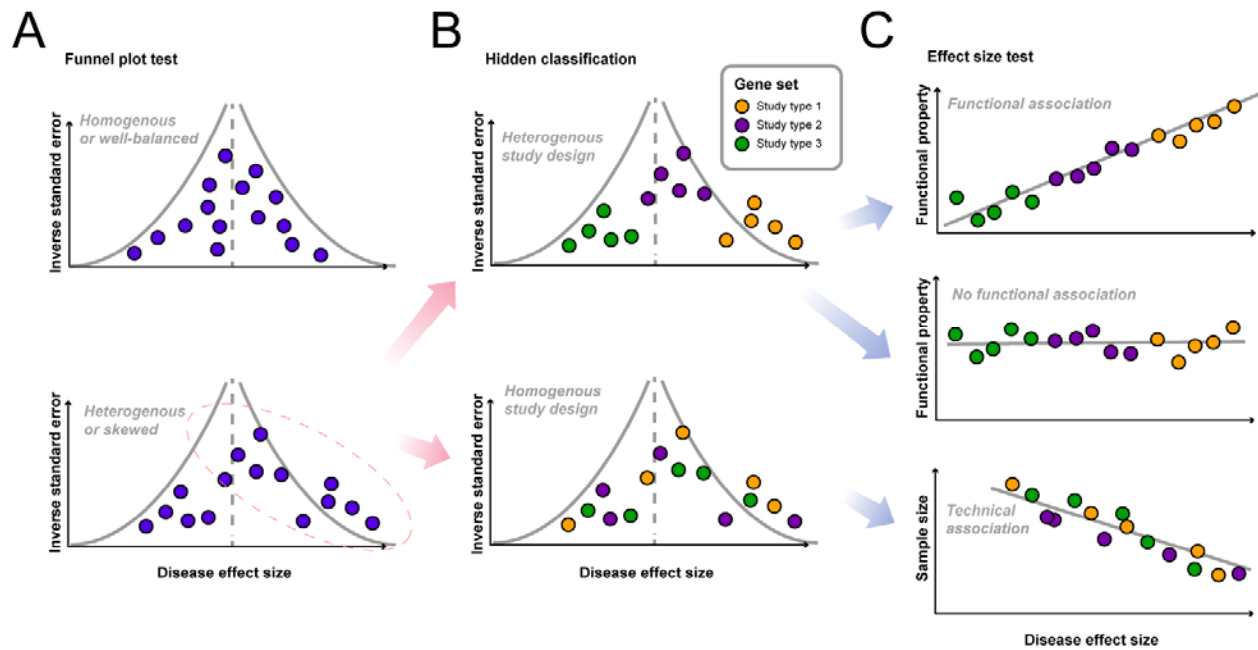 A
Funnel plot test
Inverse standard error
Homogenous
or well-balanced
Inverse standard error
Heterogenous
or skewed
Disease effect size
B
Hidden classification
Gene set
Study type 1
Study type 2
Study type 3
Inverse standard error
Heterogenous
study design
Inverse standard error
Homogenous
study design
Disease effect size
C
Effect size test
Functional property
Functional association
Functional property
No functional association
Sample size
Technical
association
Disease effect size